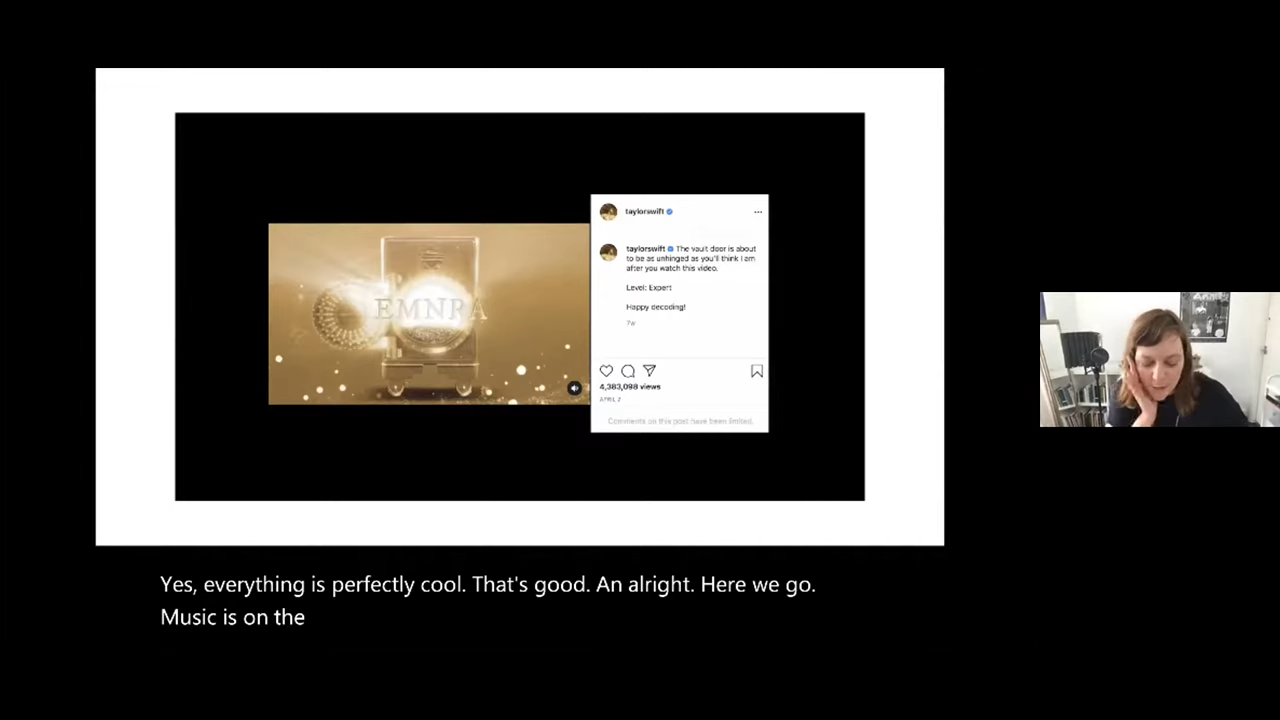 EMNRA
taylorswift
taylorswift The vault door is about
to be as unhinged as you'll think I am
after you watch this video.
Level: Expert
Happy decoding!
7w
4,383,098 views
APRIL 2
Comments on this post have been limited.
Yes, everything is perfectly cool. That's good. An alright. Here we go.
Music is on the